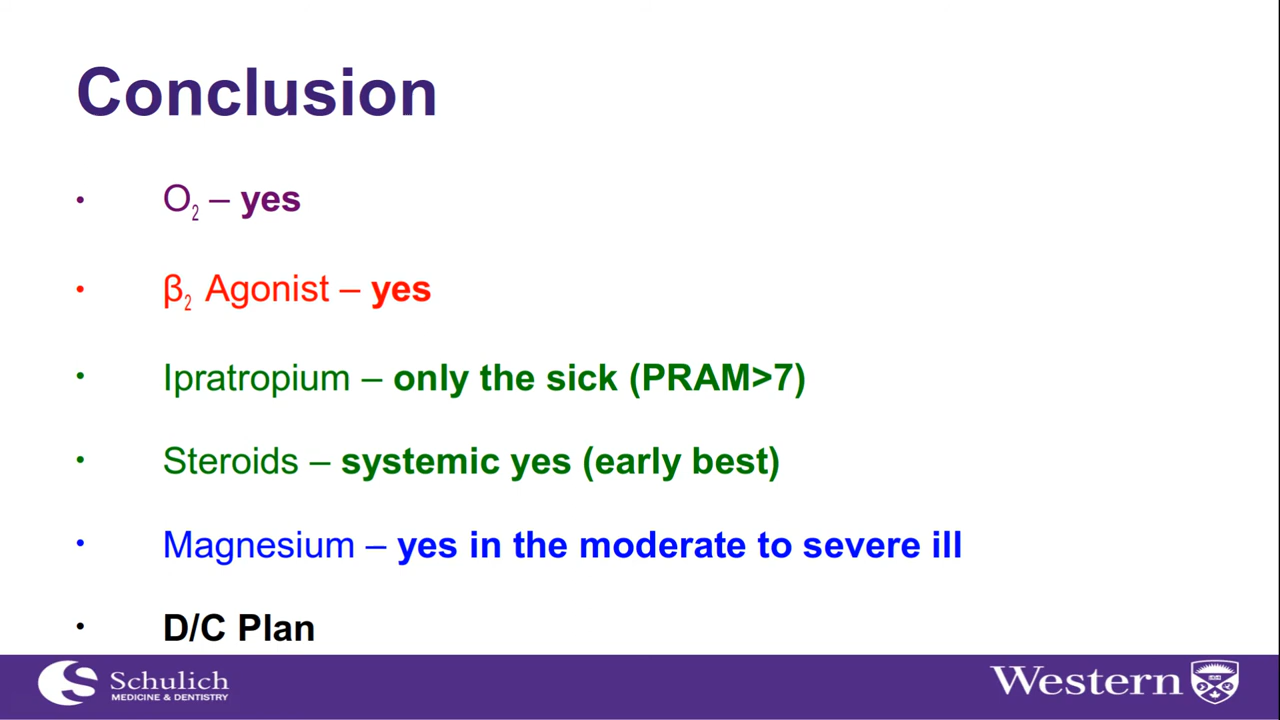 Conclusion
• O₂ – yes
• β₂ Agonist – yes
• Ipratropium – only the sick (PRAM>7)
• Steroids – systemic yes (early best)
• Magnesium – yes in the moderate to severe ill
• D/C Plan
Schulich
MEDICINE & DENTISTRY
Western